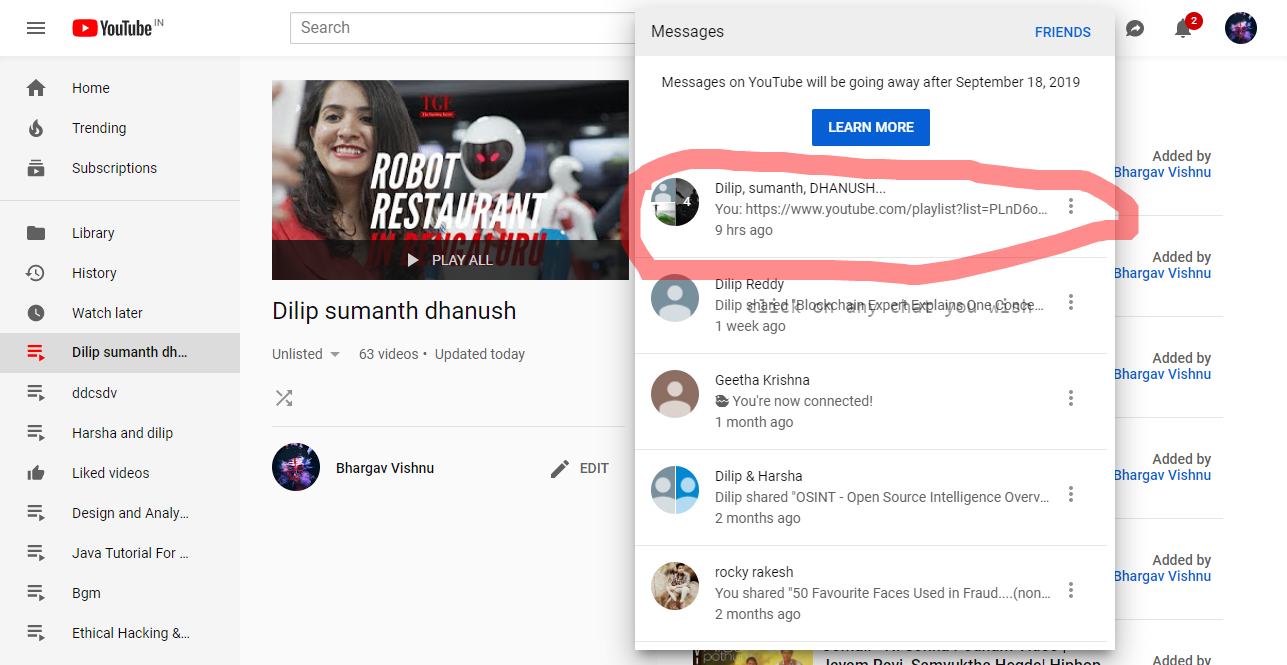 YouTube IN
Search
2
Home
Trending
Subscriptions
Library
History
Watch later
Dilip sumanth dh...
ddcsdv
Harsha and dilip
Liked videos
Design and Analy...
Java Tutorial For ...
Bgm
Ethical Hacking &...
TGF
ROBOT
RESTAURANT
IN BENGALURU
PLAY ALL
Dilip sumanth dhanush
Unlisted
63 videos • Updated today
Bhargav Vishnu
EDIT
Messages
FRIENDS
Messages on YouTube will be going away after September 18, 2019
LEARN MORE
4
Dilip, sumanth, DHANUSH...
You: https://www.youtube.com/playlist?list=PLnD6o...
9 hrs ago
Dilip Reddy
Dilip shared "Blockchain Expert Explains One Conce...
click on any chat you wish
1 week ago
Geetha Krishna
You're now connected!
1 month ago
Dilip & Harsha
Dilip shared "OSINT - Open Source Intelligence Overv...
2 months ago
rocky rakesh
You shared "50 Favourite Faces Used in Fraud....(non...
2 months ago
Added by
Bhargav Vishnu
Added by
Bhargav Vishnu
Added by
Bhargav Vishnu
Added by
Bhargav Vishnu
Added by
Bhargav Vishnu
Added by